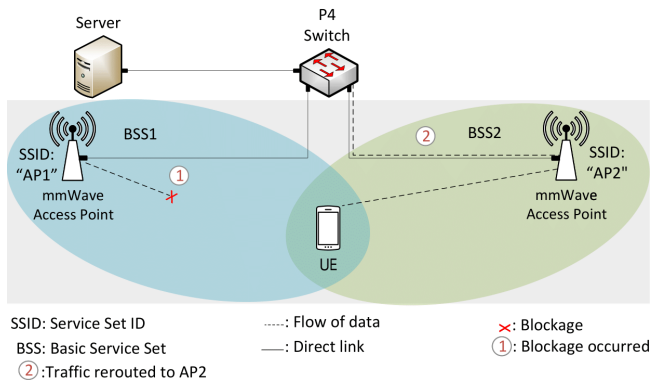 Server
P4
Switch
BSS1
BSS2
SSID:
“AP1”
mmWave
Access Point
1
2
SSID:
“AP2"
mmWave
Access Point
UE
SSID: Service Set ID
BSS: Basic Service Set
2 :Traffic rerouted to AP2
: Flow of data
: Direct link
: Blockage
1 : Blockage occurred